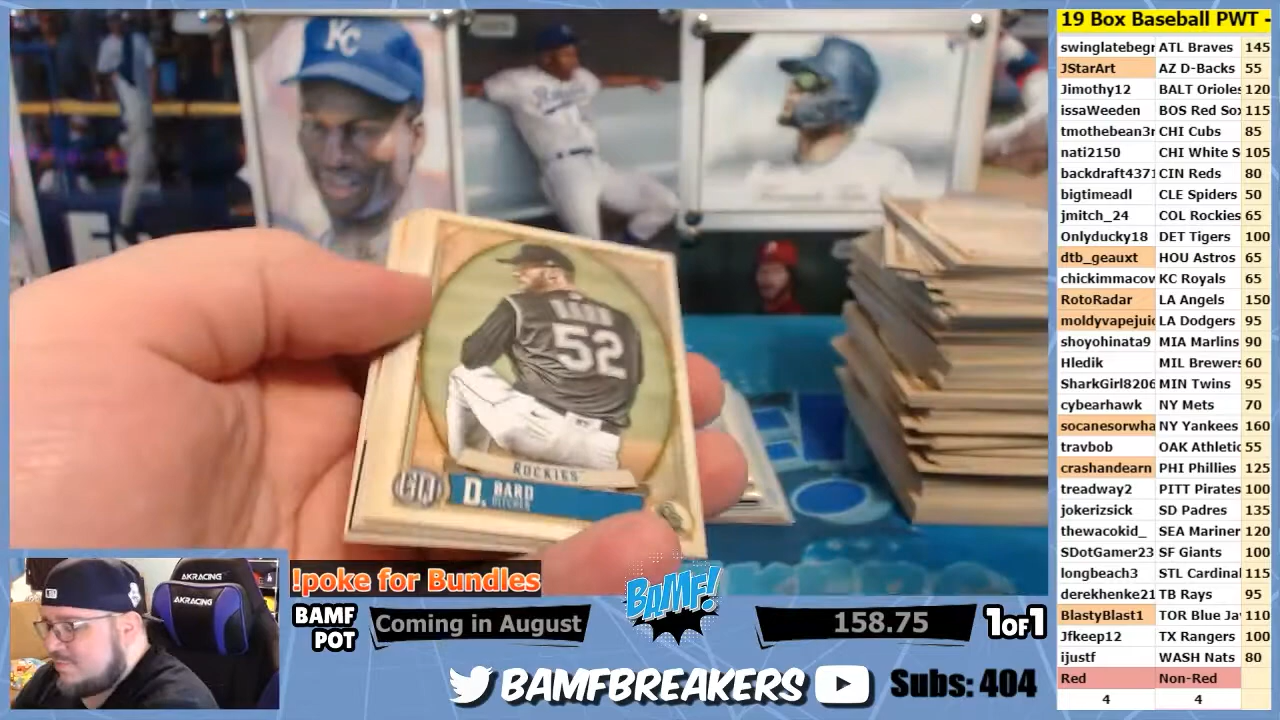 KC
Royals
52
ROCKIES
GQ
D. BARD
PITCHER
AKRACING
AKRACING
!poke for Bundles
BAMF
POT
Coming in August
BAMF!
158.75
1OF1
BAMFBREAKERS
Subs: 404
19 Box Baseball PWT -
swinglatebegr ATL Braves 145
JStarArt AZ D-Backs 55
Jimothy12 BALT Orioles 120
issaWeeden BOS Red Sox 115
tmothebean3r CHI Cubs 85
nati2150 CHI White S 105
backdraft4371 CIN Reds 80
bigtimeadl CLE Spiders 50
jmitch_24 COL Rockies 65
Onlyducky18 DET Tigers 100
dtb_geauxt HOU Astros 65
chickimmacov KC Royals 65
RotoRadar LA Angels 150
moldyvapejuic LA Dodgers 95
shoyohinata9 MIA Marlins 90
Hledik MIL Brewers 60
SharkGirl8206 MIN Twins 95
cybearhawk NY Mets 70
socanesorwha NY Yankees 160
travbob OAK Athletic 55
crashandearn PHI Phillies 125
treadway2 PITT Pirates 100
jokerizsick SD Padres 135
thewacokid_ SEA Mariner 120
SDotGamer23 SF Giants 100
longbeach3 STL Cardinal 115
derekhenke21 TB Rays 95
BlastyBlast1 TOR Blue Ja 110
Jfkeep12 TX Rangers 100
ijustf WASH Nats 80
Red Non-Red
4 4